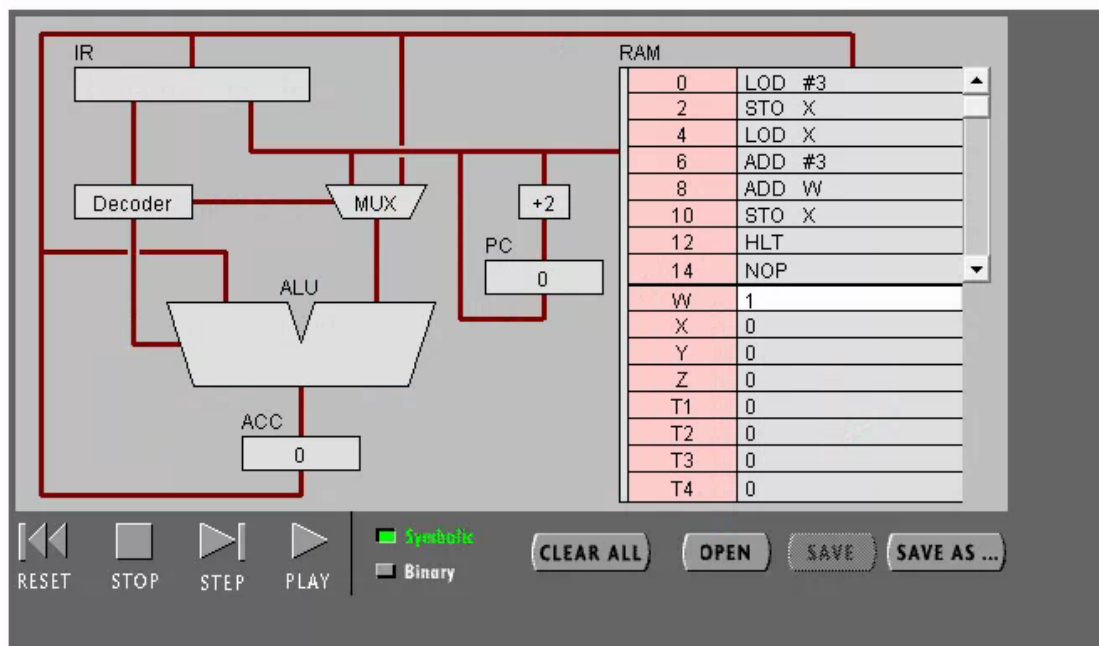 IR
RAM
0 LOD #3
2 STO X
4 LOD X
6 ADD #3
8 ADD W
10 STO X
12 HLT
14 NOP
W 1
X 0
Y 0
Z 0
T1 0
T2 0
T3 0
T4 0
Decoder
MUX
+2
PC
0
ALU
ACC
0
RESET
STOP
STEP
PLAY
Symbolic
Binary
CLEAR ALL
OPEN
SAVE
SAVE AS ...